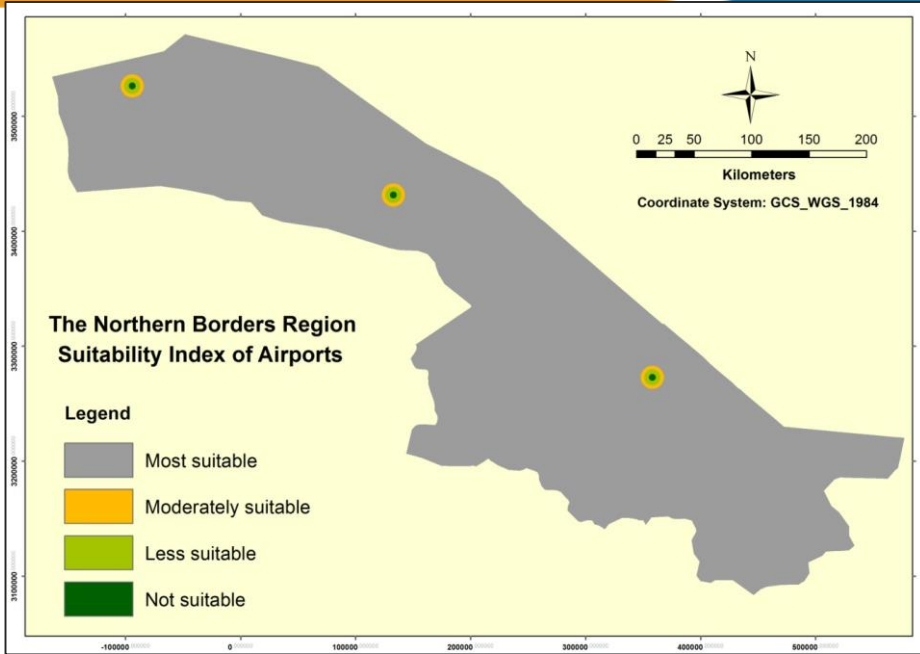 N
0 25 50 100 150 200
Kilometers
Coordinate System: GCS_WGS_1984
The Northern Borders Region
Suitability Index of Airports
Legend
Most suitable
Moderately suitable
Less suitable
Not suitable
3500000
3400000
3300000
3200000
3100000
-100000 0 100000 200000 300000 400000 500000